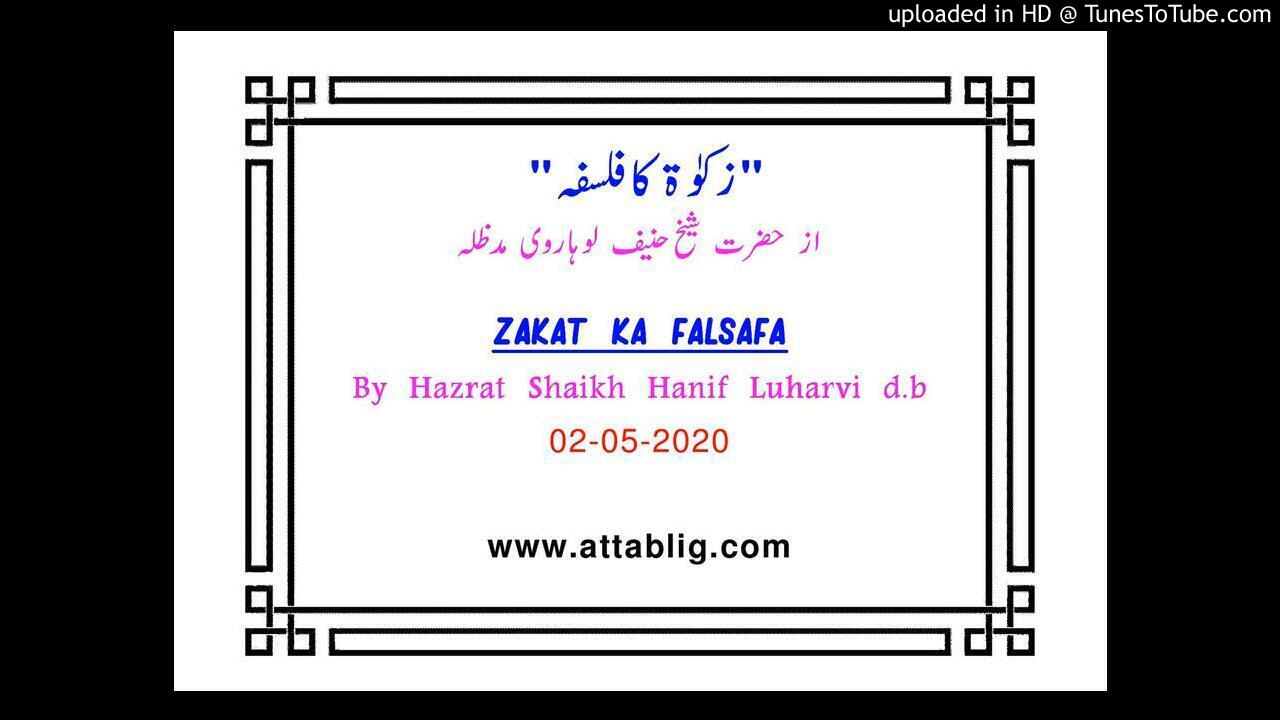 uploaded in HD @ TunesToTube.com
"زکوٰۃ کا فلسفہ"
از حضرت شیخ حنیف لوہاروی مدظلہ
ZAKAT KA FALSAFA
By Hazrat Shaikh Hanif Luharvi d.b
02-05-2020
www.attablig.com